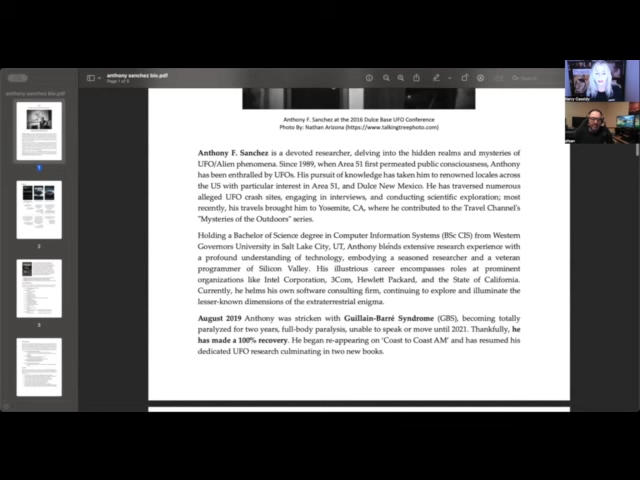 anthony sanchez bio.pdf
anthony sanchez bio.pdf
Page 1 of 5
Search
Anthony F. Sanchez at the 2016 Dulce Base UFO Conference
Photo By: Nathan Arizona (https://www.talkingtreephoto.com)
Anthony F. Sanchez is a devoted researcher, delving into the hidden realms and mysteries of
UFO/Alien phenomena. Since 1989, when Area 51 first permeated public consciousness, Anthony
has been enthralled by UFOs. His pursuit of knowledge has taken him to renowned locales across
the US with particular interest in Area 51, and Dulce New Mexico. He has traversed numerous
alleged UFO crash sites, engaging in interviews, and conducting scientific exploration; most
recently, his travels brought him to Yosemite, CA, where he contributed to the Travel Channel's
"Mysteries of the Outdoors" series.
Holding a Bachelor of Science degree in Computer Information Systems (BSc CIS) from Western
Governors University in Salt Lake City, UT, Anthony blends extensive research experience with
a profound understanding of technology, embodying a seasoned researcher and a veteran
programmer of Silicon Valley. His illustrious career encompasses roles at prominent
organizations like Intel Corporation, 3Com, Hewlett Packard, and the State of California.
Currently, he helms his own software consulting firm, continuing to explore and illuminate the
lesser-known dimensions of the extraterrestrial enigma.
August 2019 Anthony was stricken with Guillain-Barré Syndrome (GBS), becoming totally
paralyzed for two years, full-body paralysis, unable to speak or move until 2021. Thankfully, he
has made a 100% recovery. He began re-appearing on 'Coast to Coast AM' and has resumed his
dedicated UFO research culminating in two new books.
1
2
3